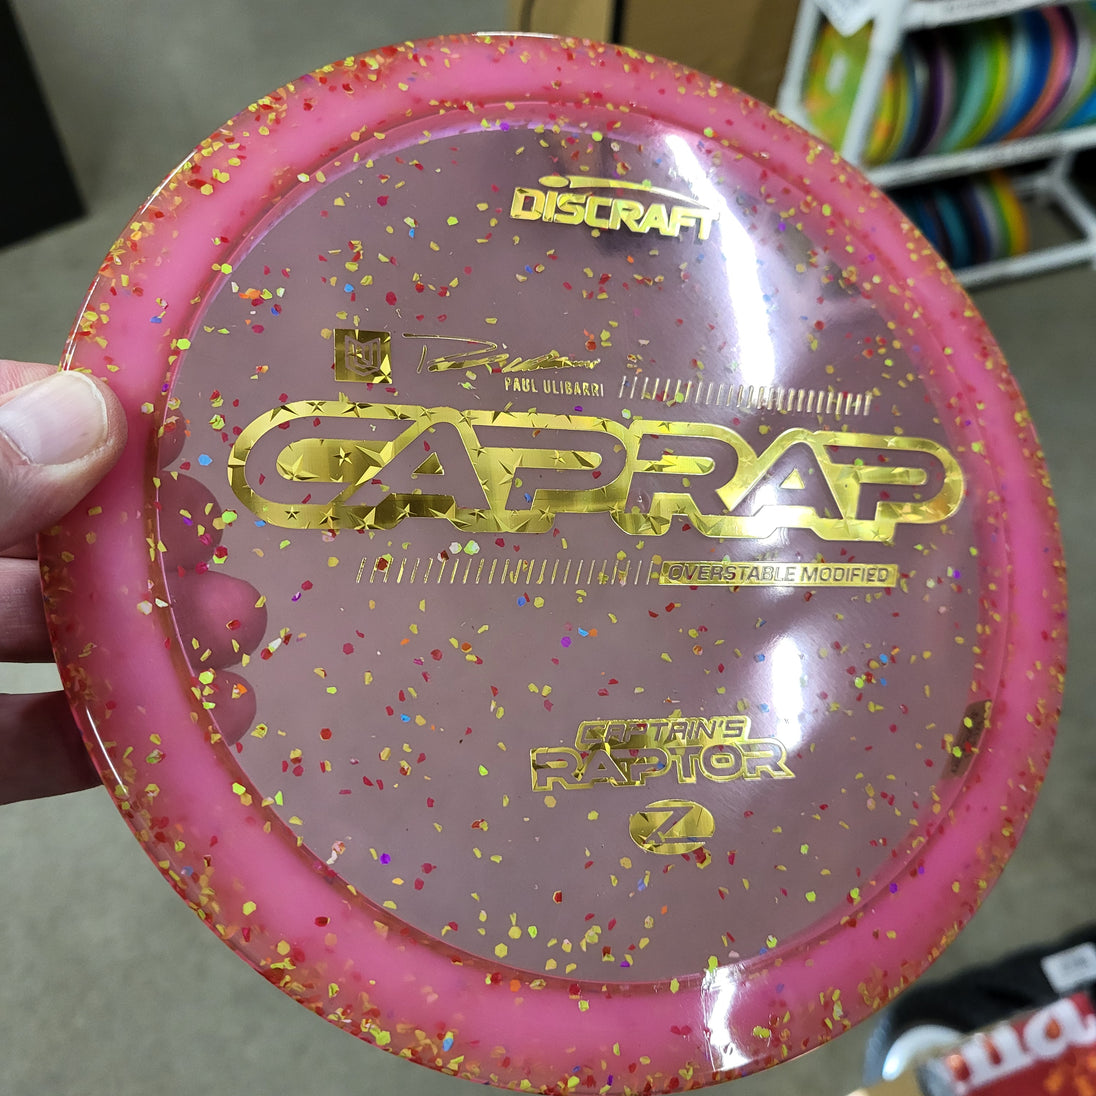 DISCRAFT
PAUL ULIBARRI
CAPRAP
OVERSTABLE MODIFIED
CAPTAIN'S
RAPTOR
Z